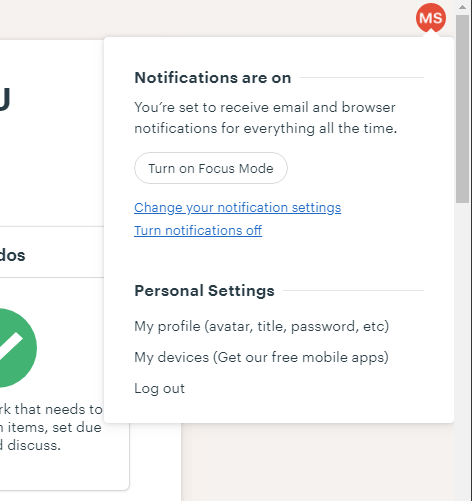 MS
Notifications are on
You're set to receive email and browser
notifications for everything all the time.
Turn on Focus Mode
Change your notification settings
Turn notifications off
Personal Settings
My profile (avatar, title, password, etc)
My devices (Get our free mobile apps)
Log out
that needs to
items, set due
discuss.